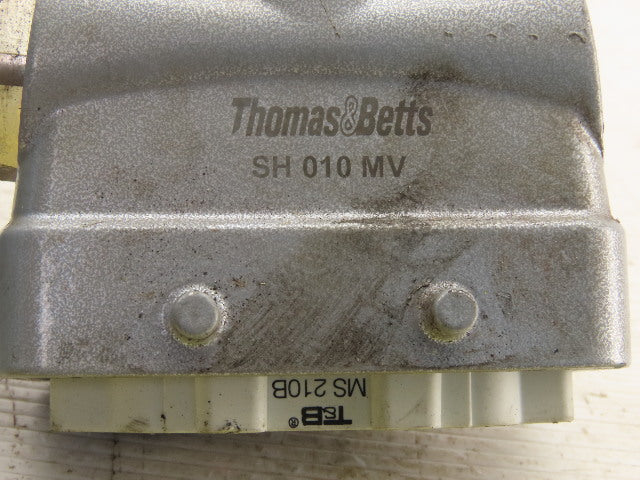 Thomas&Betts
SH 010 MV
T&B®
MS 210B